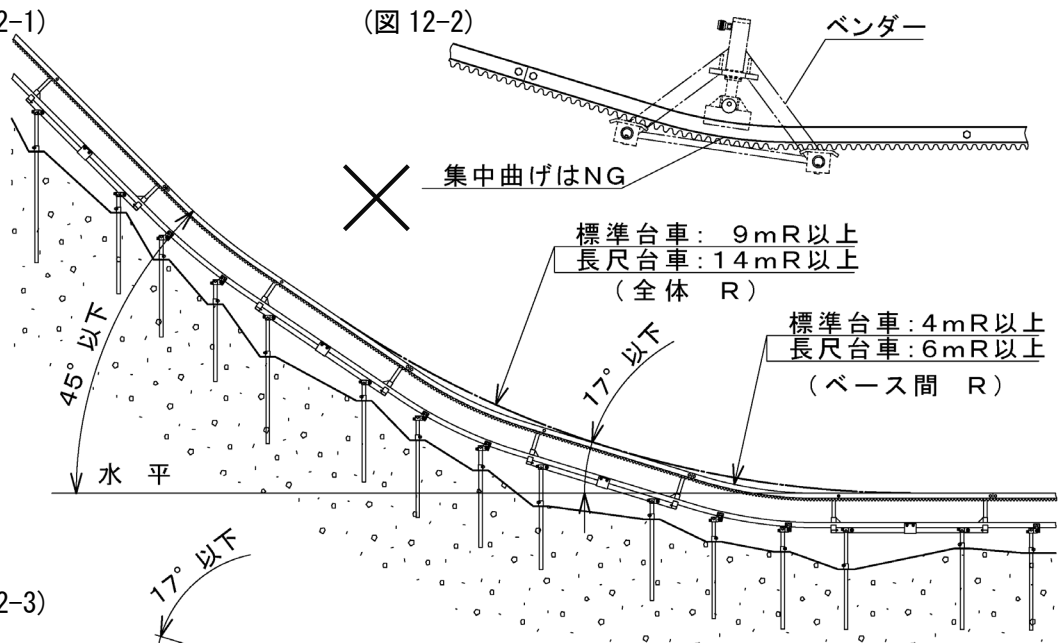 2-1)
(図 12-2)
ベンダー
集中曲げはNG
標準台車: 9mR以上
長尺台車:14mR以上
(全体 R)
標準台車:4mR以上
長尺台車:6mR以上
(ベース間 R)
17° 以下
45° 以下
水 平
17° 以下
2-3)